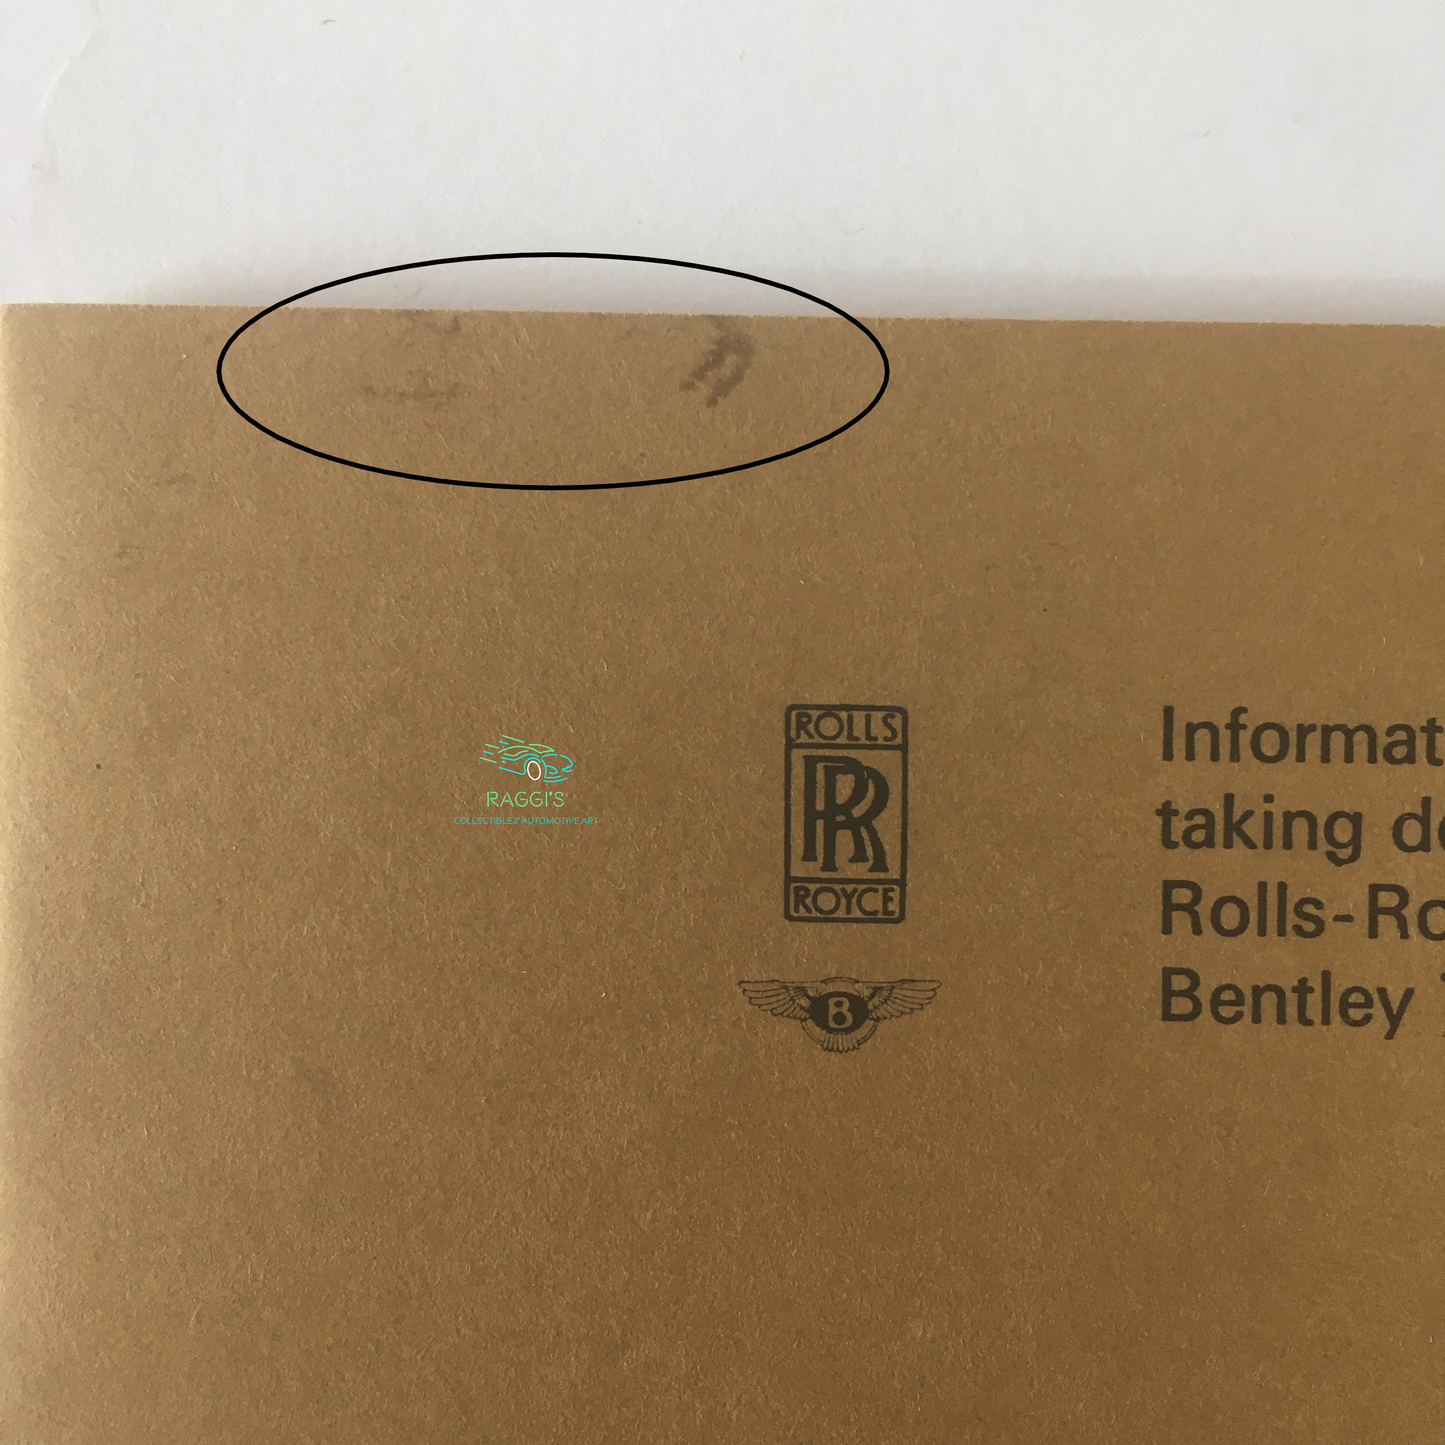 RAGGI'S
COLLECTIBLES AUTOMOTIVE ART
ROLLS
RR
ROYCE
B
Informat
taking d
Rolls-Ro
Bentley